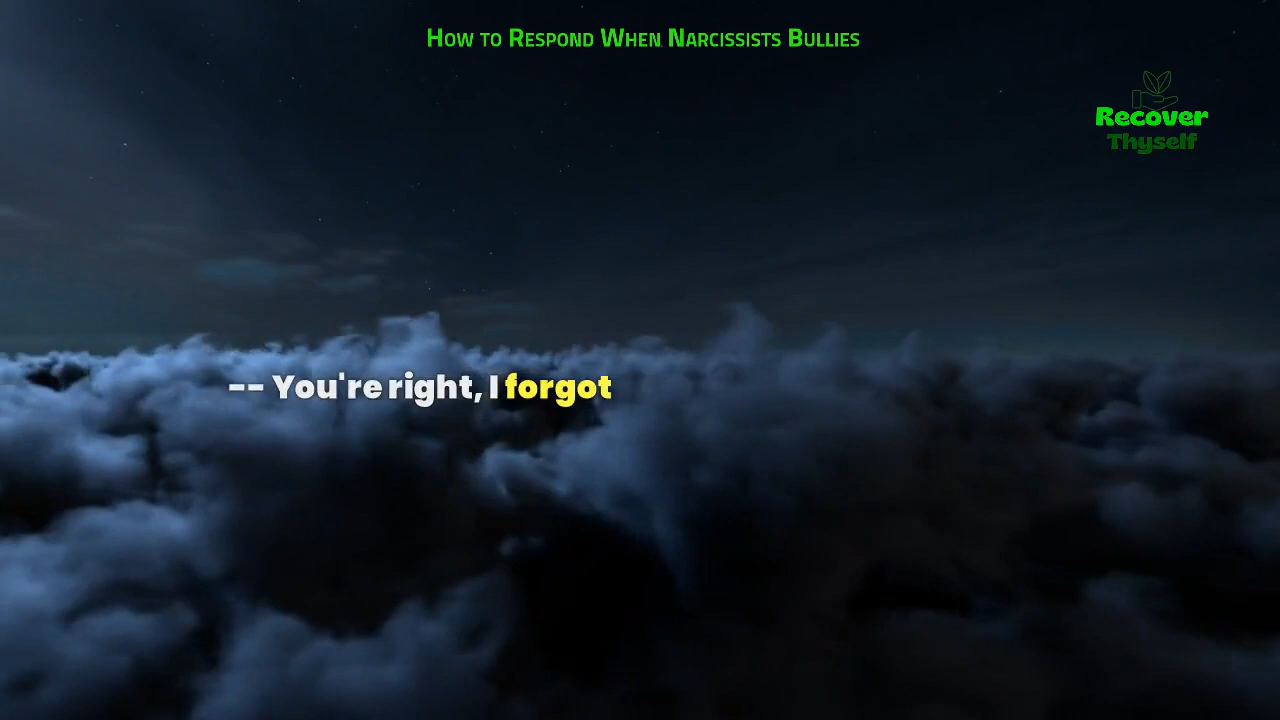 How to Respond When Narcissists Bullies
Recover
Thyself
-- You're right, I forgot